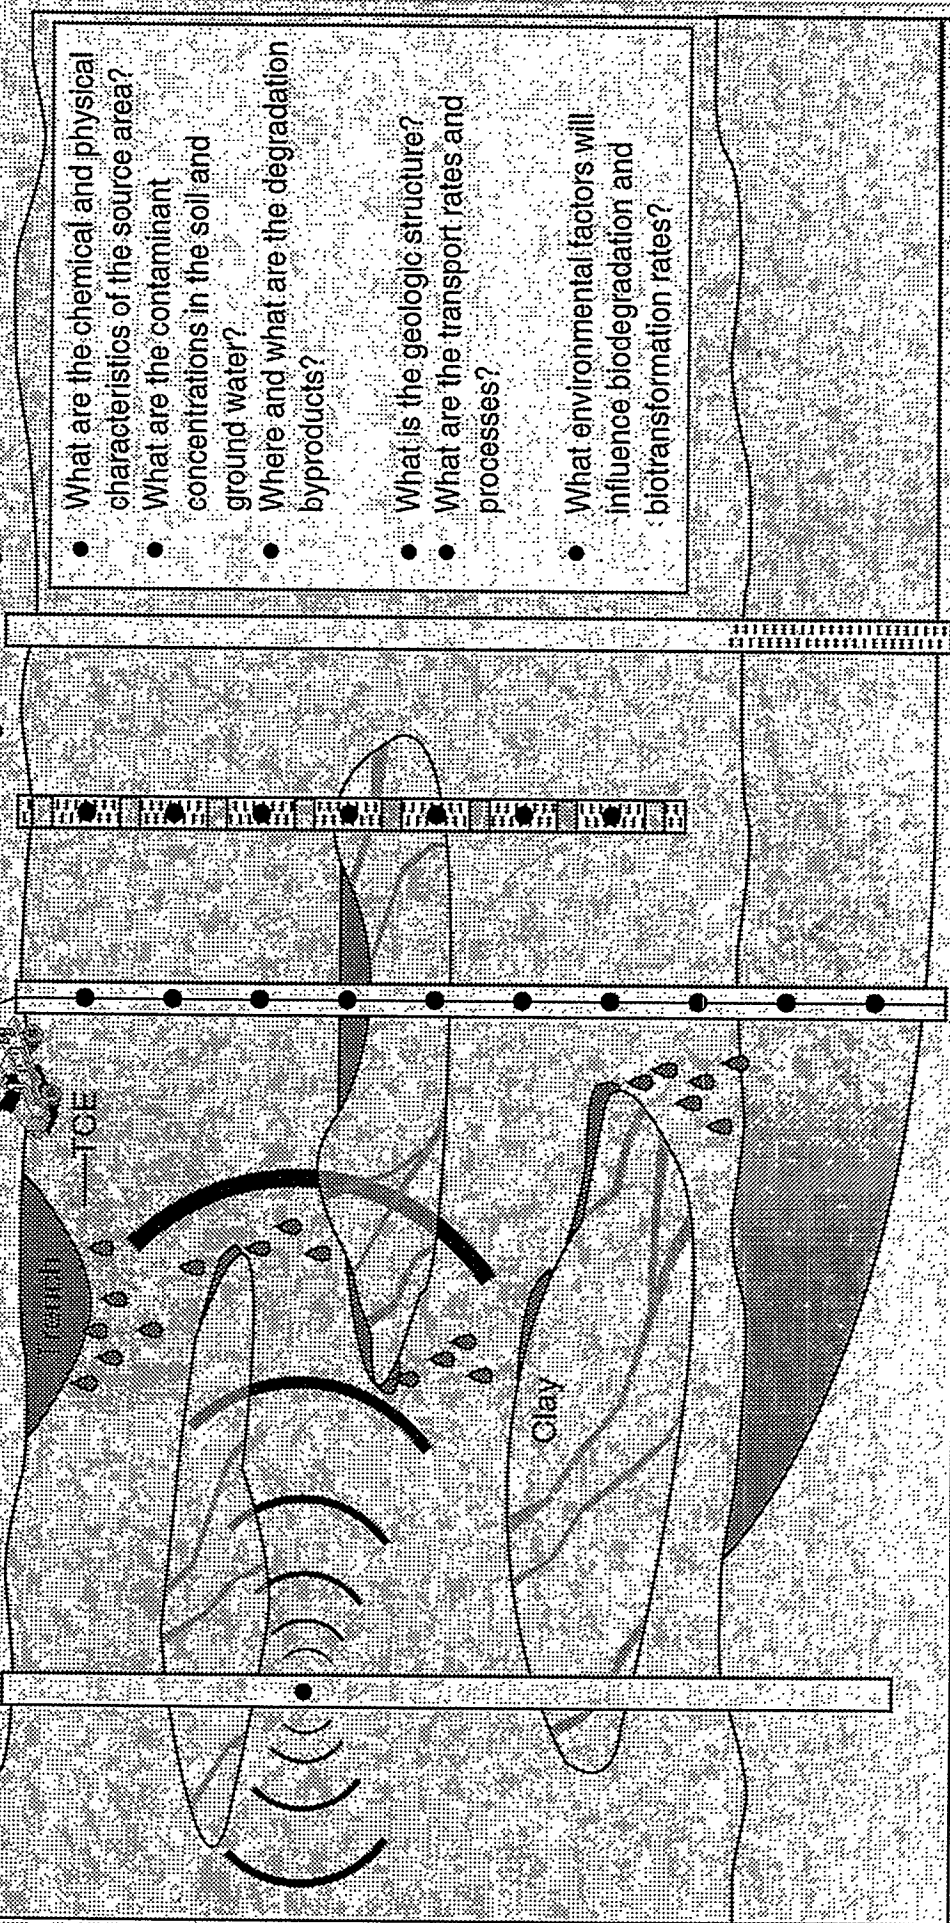 Trench
—TCE
Clay
• What are the chemical and physical
characteristics of the source area?
• What are the contaminant
concentrations in the soil and
ground water?
• Where and what are the degradation
byproducts?
• What is the geologic structure?
• What are the transport rates and
processes?
• What environmental factors will
influence biodegradation and
biotransformation rates?